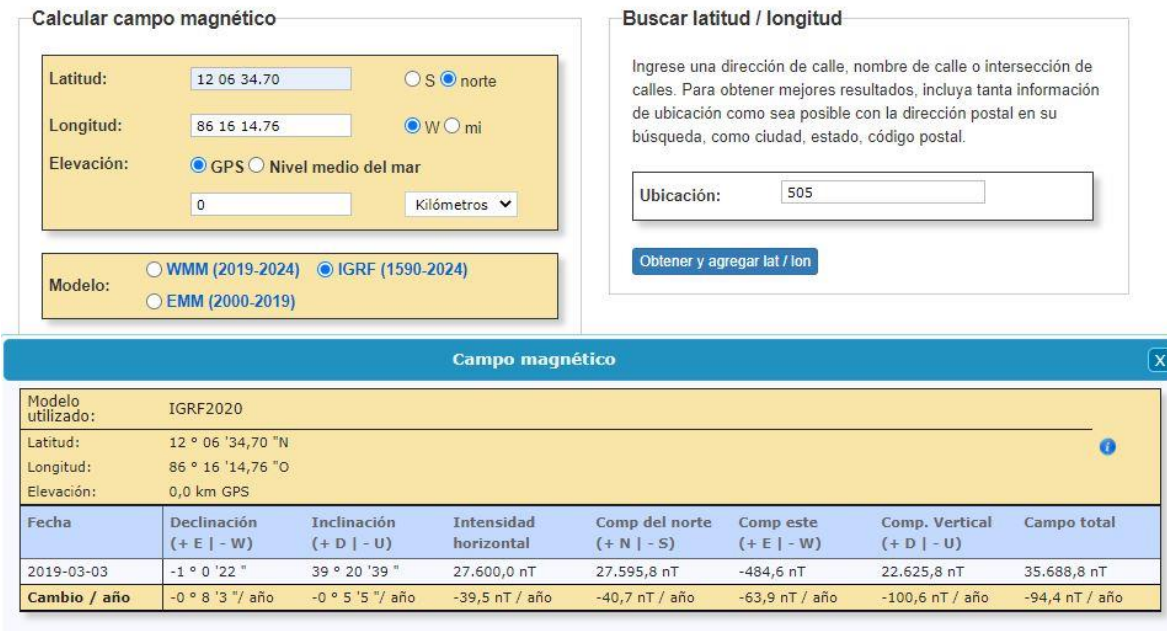 Calcular campo magnético
Latitud: 12 06 34.70 S norte
Longitud: 86 16 14.76 W mi
Elevación: GPS Nivel medio del mar
0 Kilómetros
Modelo: WMM (2019-2024) IGRF (1590-2024)
EMM (2000-2019)
Buscar latitud / longitud
Ingrese una dirección de calle, nombre de calle o intersección de
calles. Para obtener mejores resultados, incluya tanta información
de ubicación como sea posible con la dirección postal en su
búsqueda, como ciudad, estado, código postal.
Ubicación: 505
Obtener y agregar lat / lon
Campo magnético X
Modelo
utilizado: IGRF2020
Latitud: 12 ° 06 '34,70 "N
Longitud: 86 ° 16 '14,76 "O
Elevación: 0,0 km GPS
Fecha Declinación Inclinación Intensidad Comp del norte Comp este Comp. Vertical Campo total
(+ E | - W) (+ D | - U) horizontal (+ N | - S) (+ E | - W) (+ D | - U)
2019-03-03 -1 ° 0 '22 " 39 ° 20 '39 " 27.600,0 nT 27.595,8 nT -484,6 nT 22.625,8 nT 35.688,8 nT
Cambio / año -0 ° 8 '3 "/ año -0 ° 5 '5 "/ año -39,5 nT / año -40,7 nT / año -63,9 nT / año -100,6 nT / año -94,4 nT / año